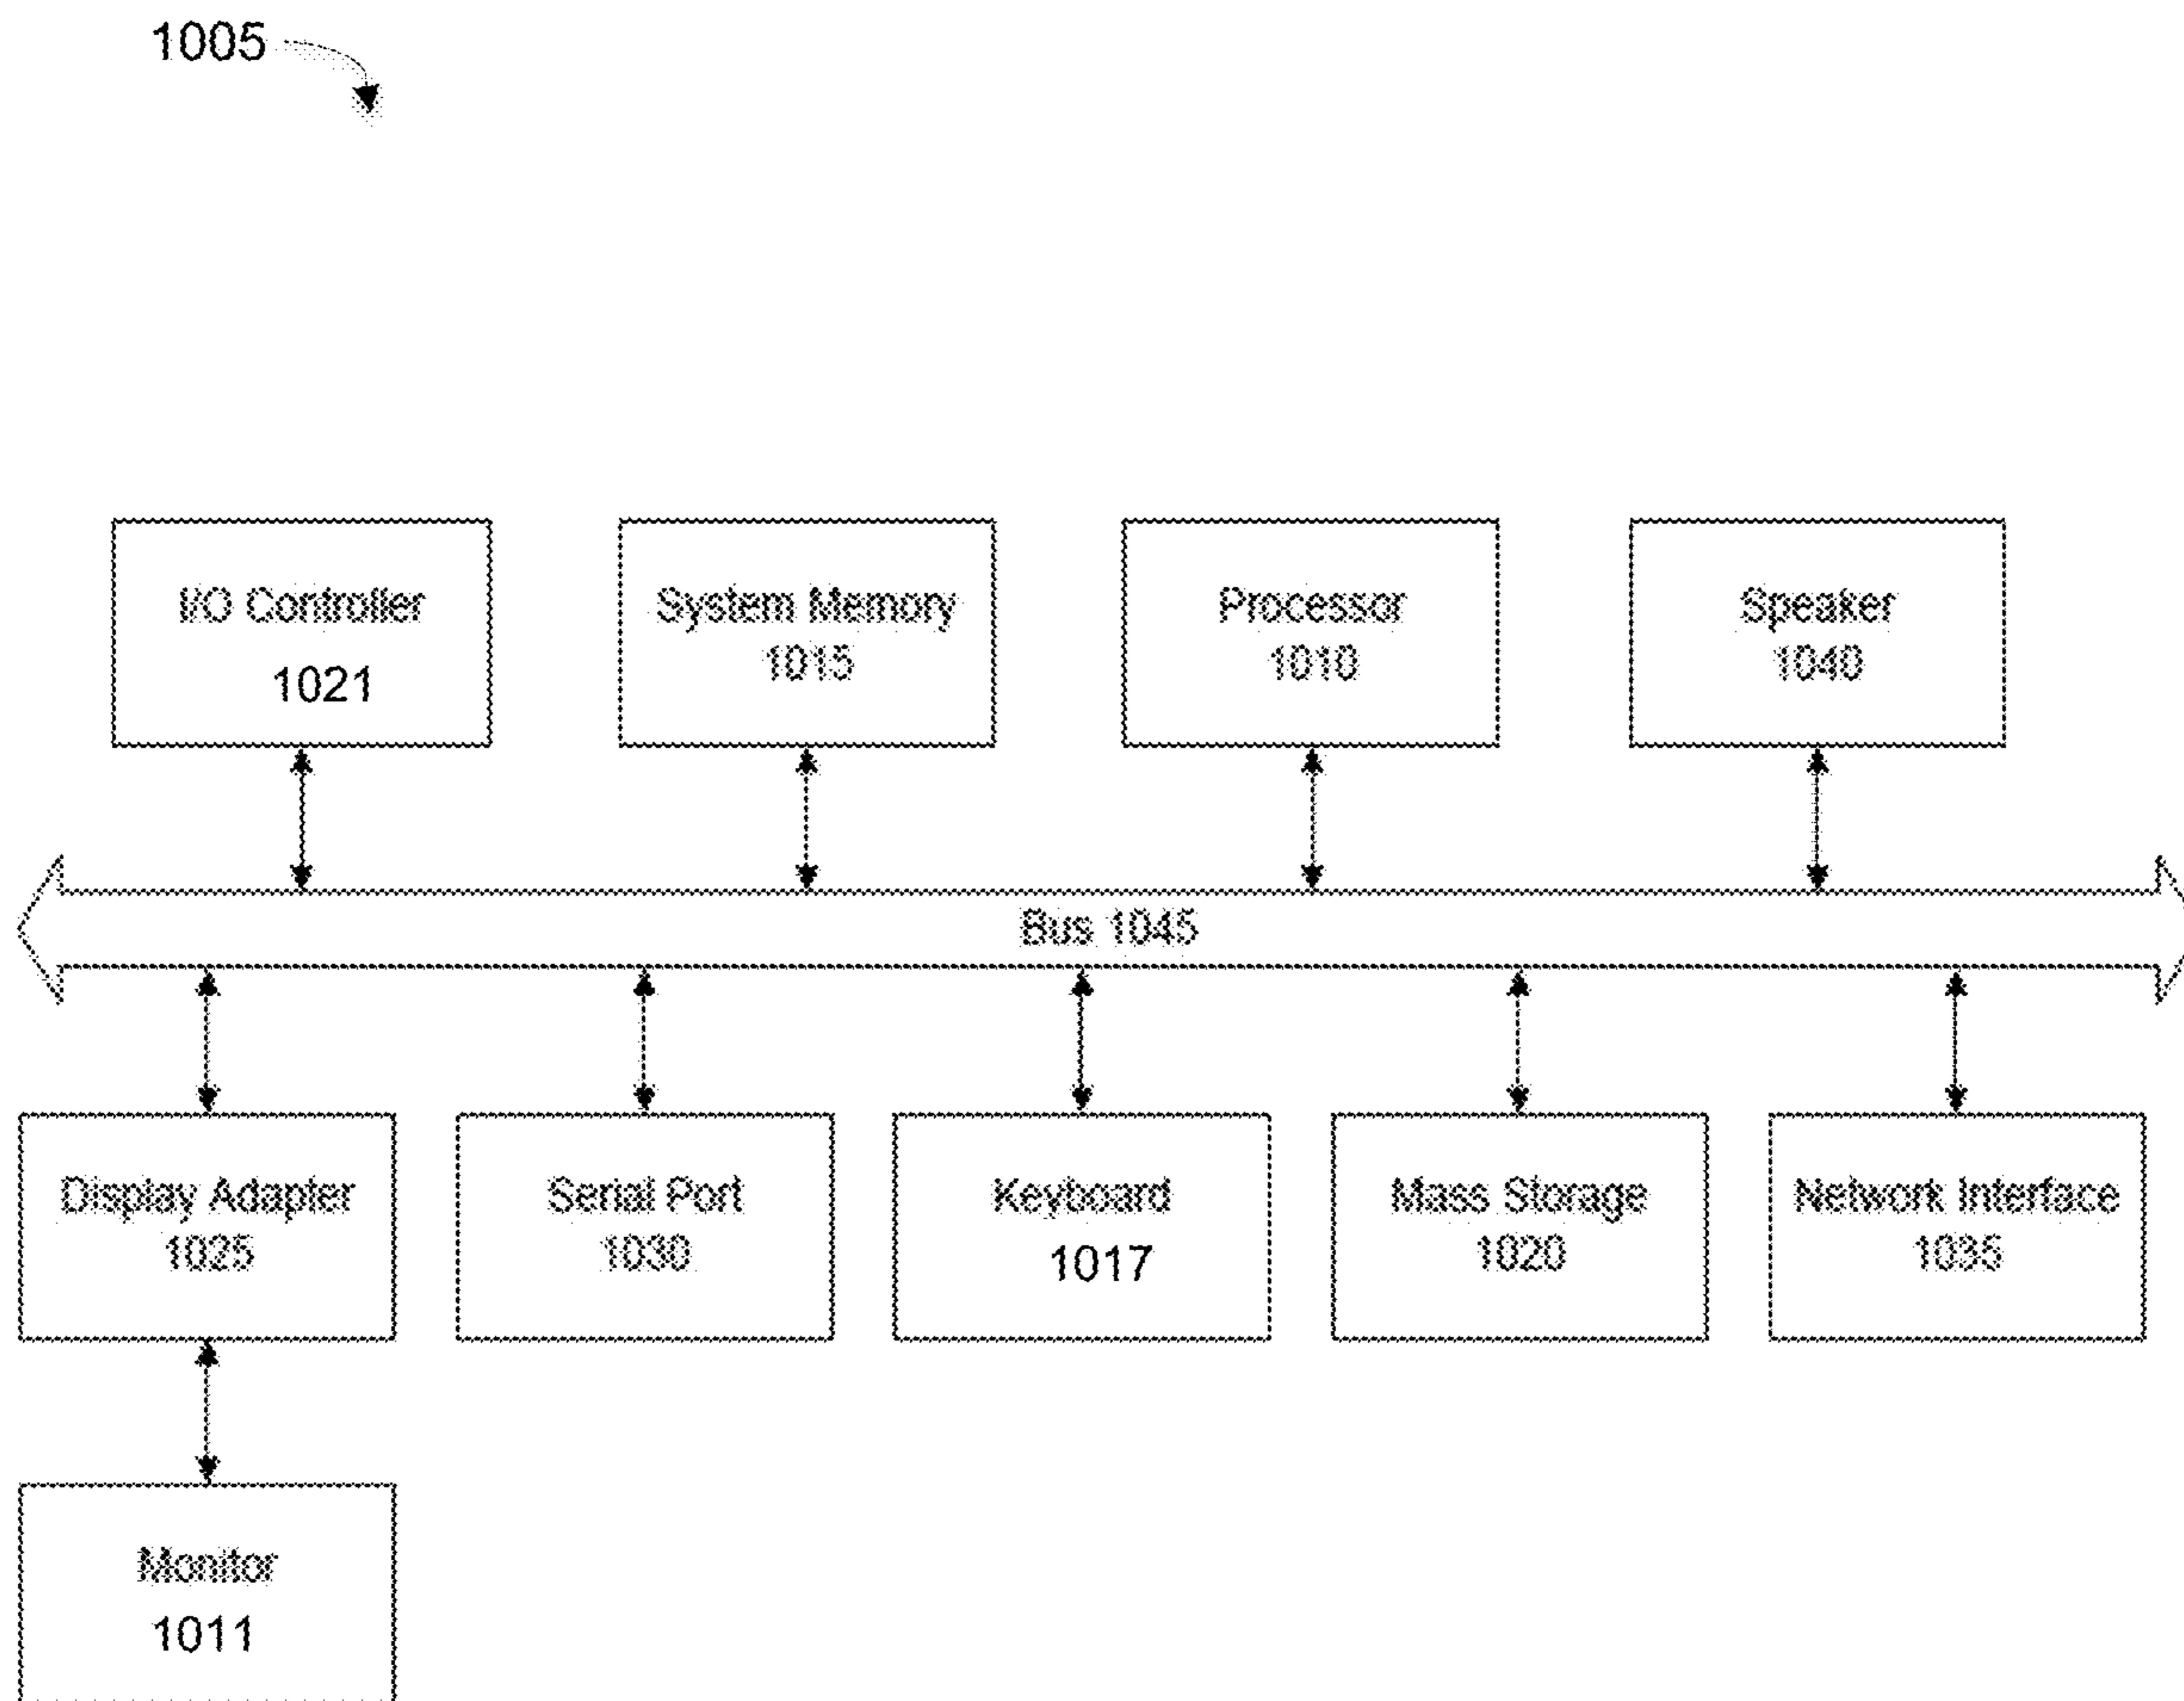 1005
I/O Controller
1021
System Memory
1015
Processor
1010
Speaker
1040
Bus 1045
Display Adapter
1025
Serial Port
1030
Keyboard
1017
Mass Storage
1020
Network Interface
1035
Monitor
1011